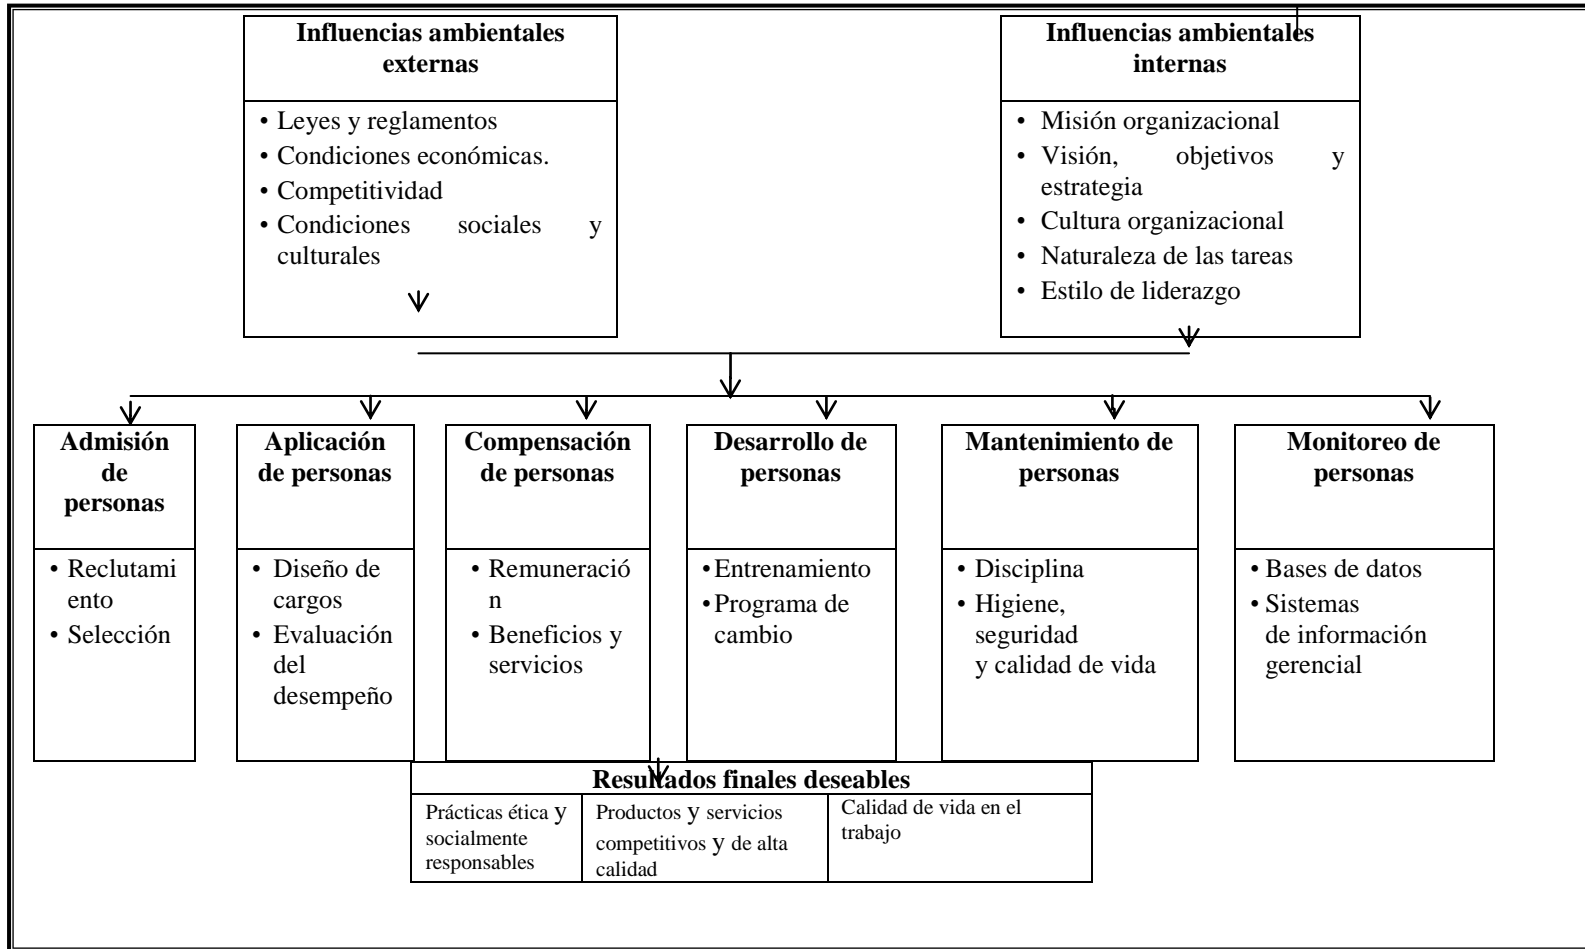 Influencias ambientales
externas
• Leyes y reglamentos
• Condiciones económicas.
• Competitividad
• Condiciones sociales y
culturales
Influencias ambientales
internas
• Misión organizacional
• Visión, objetivos y
estrategia
• Cultura organizacional
• Naturaleza de las tareas
• Estilo de liderazgo
Admisión
de
personas
• Reclutami
ento
• Selección
Aplicación
de personas
• Diseño de
cargos
• Evaluación
del
desempeño
Compensación
de personas
• Remuneració
n
• Beneficios y
servicios
Desarrollo de
personas
• Entrenamiento
• Programa de
cambio
Mantenimiento de
personas
• Disciplina
• Higiene,
seguridad
y calidad de vida
Monitoreo de
personas
• Bases de datos
• Sistemas
de información
gerencial
Resultados finales deseables
Prácticas ética y
socialmente
responsables
Productos y servicios
competitivos y de alta
calidad
Calidad de vida en el
trabajo